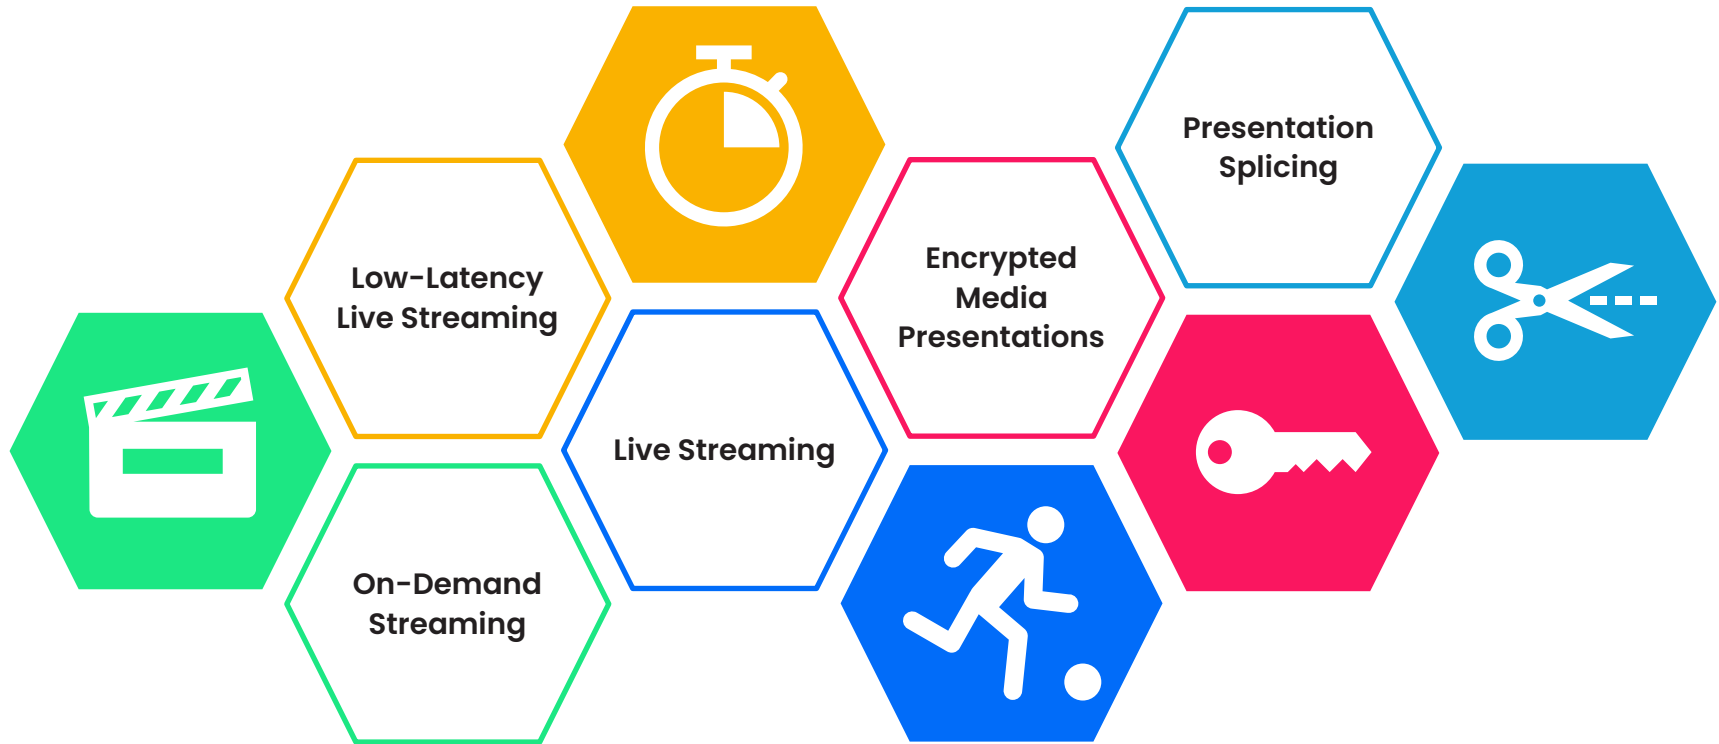 Low-Latency
Live Streaming
On-Demand
Streaming
Live Streaming
Encrypted
Media
Presentations
Presentation
Splicing